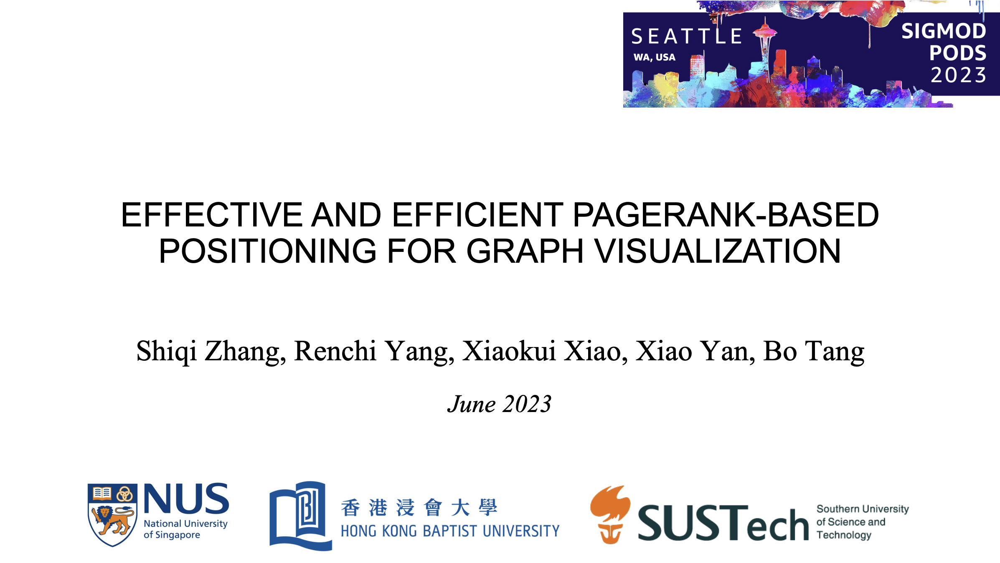 SEATTLE
WA, USA
SIGMOD
PODS
2023
EFFECTIVE AND EFFICIENT PAGERANK-BASED
POSITIONING FOR GRAPH VISUALIZATION
Shiqi Zhang, Renchi Yang, Xiaokui Xiao, Xiao Yan, Bo Tang
June 2023
NUS
National University
of Singapore
香港浸會大學
HONG KONG BAPTIST UNIVERSITY
SUSTech
Southern University
of Science and
Technology